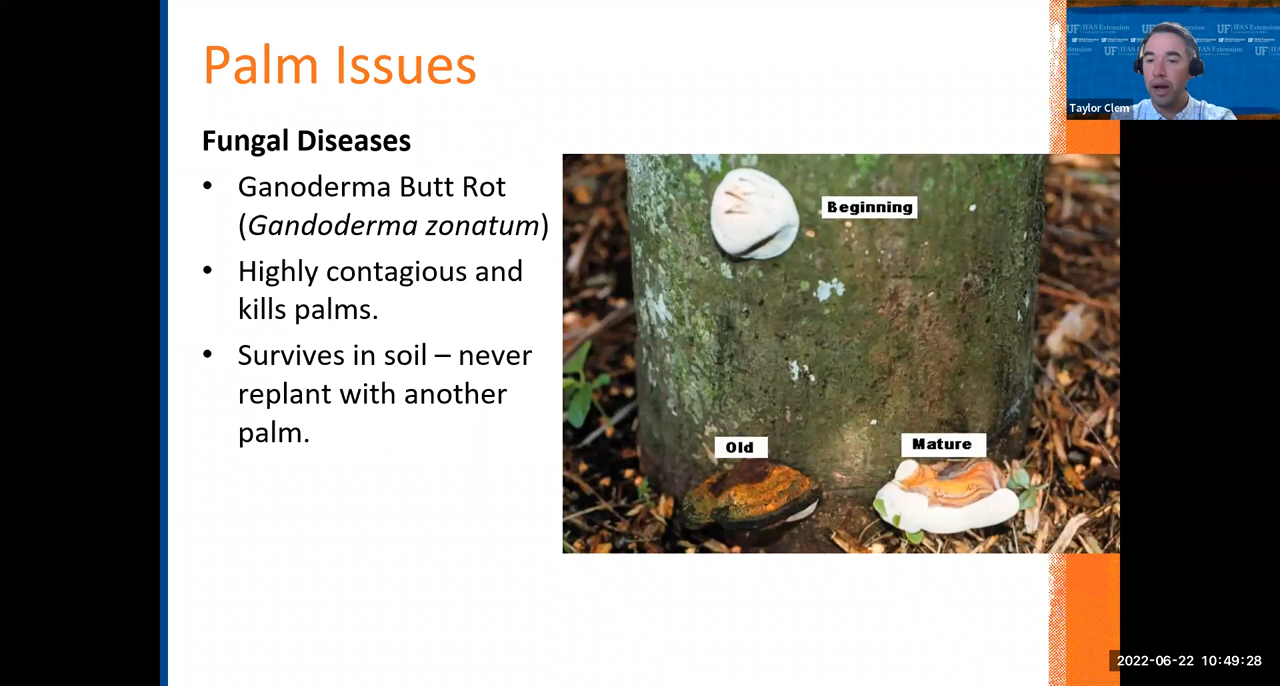 Palm Issues
Fungal Diseases
• Ganoderma Butt Rot
(Gandoderma zonatum)
• Highly contagious and
kills palms.
• Survives in soil – never
replant with another
palm.
Beginning
Old
Mature
UF IFAS Extension
Taylor Clem
2022-06-22 10:49:28